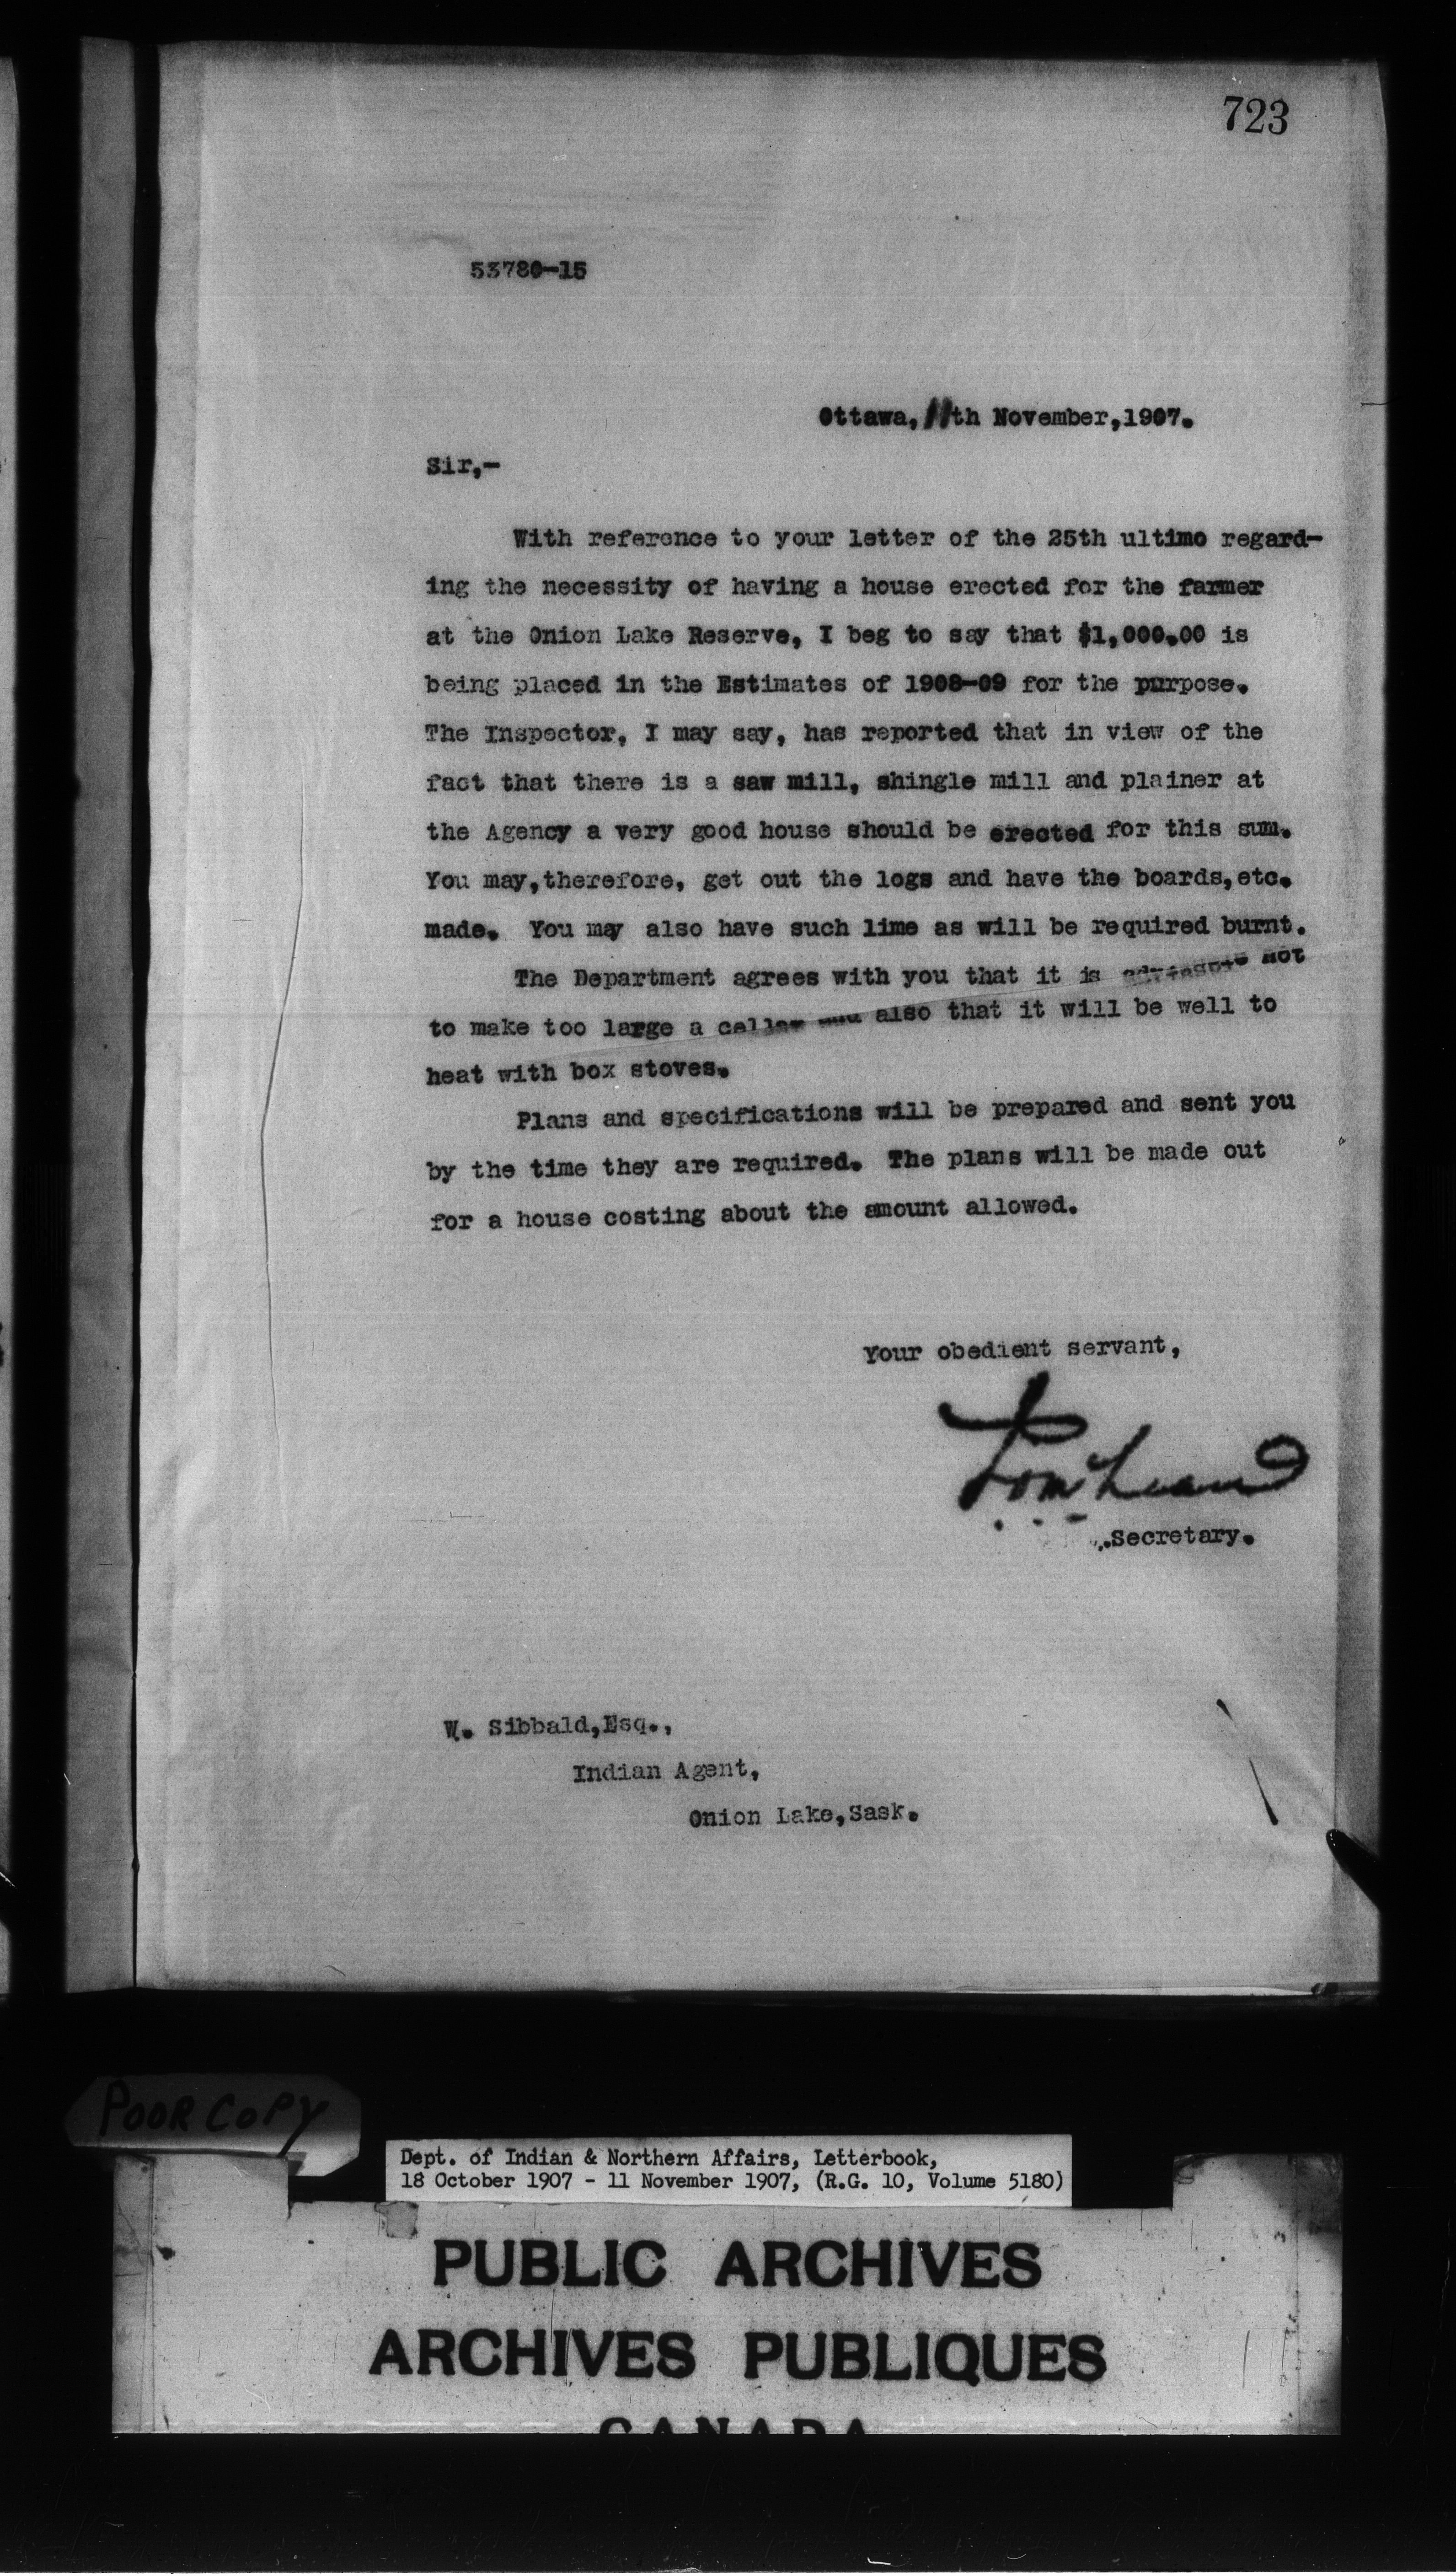 723
53780-15
Ottawa, 11th November,1907.
Sir,-
With reference to your letter of the 25th ultimo regard-
ing the necessity of having a house erected for the farmer
at the Onion Lake Reserve, I beg to say that $1,000.00 is
being placed in the Estimates of 1908-09 for the purpose.
The Inspector, I may say, has reported that in view of the
fact that there is a saw mill, shingle mill and plainer at
the Agency a very good house should be erected for this sum.
You may,therefore, get out the logs and have the boards,etc.
made. You may also have such lime as will be required burnt.
The Department agrees with you that it is advisable not
to make too large a cellar and also that it will be well to
heat with box stoves.
Plans and specifications will be prepared and sent you
by the time they are required. The plans will be made out
for a house costing about the amount allowed.
Your obedient servant,
Secretary.
W. Sibbald,Esq.,
Indian Agent,
Onion Lake,Sask.
POOR COPY
Dept. of Indian & Northern Affairs, Letterbook,
18 October 1907 - 11 November 1907, (R.G. 10, Volume 5180)
PUBLIC ARCHIVES
ARCHIVES PUBLIQUES
CANADA